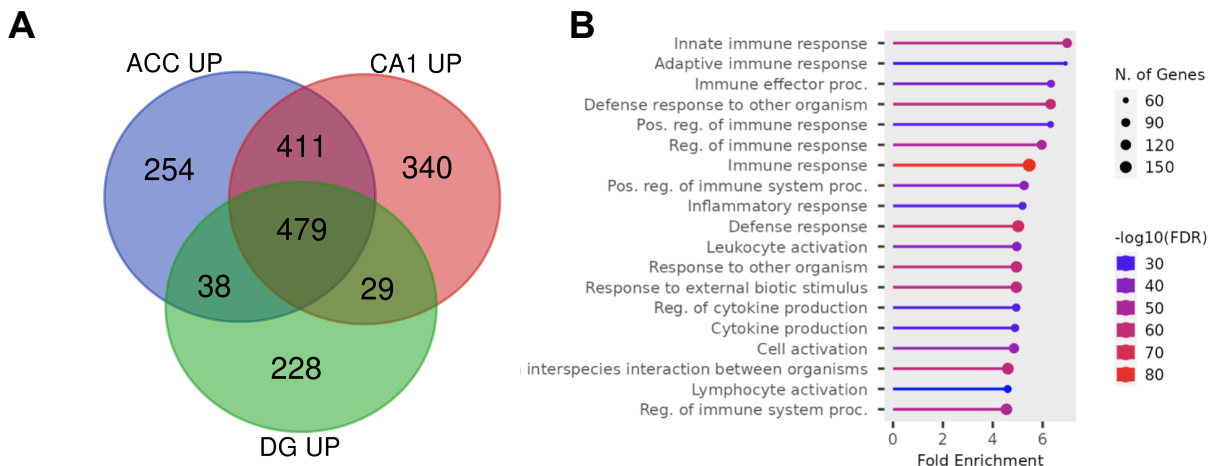 A
ACC UP
CA1 UP
254
411
340
479
38
29
228
DG UP
B
Innate immune response
Adaptive immune response
Immune effector proc.
Defense response to other organism
Pos. reg. of immune response
Reg. of immune response
Immune response
Pos. reg. of immune system proc.
Inflammatory response
Defense response
Leukocyte activation
Response to other organism
Response to external biotic stimulus
Reg. of cytokine production
Cytokine production
Cell activation
interspecies interaction between organisms
Lymphocyte activation
Reg. of immune system proc.
0 2 4 6
Fold Enrichment
N. of Genes
60
90
120
150
-log10(FDR)
30
40
50
60
70
80